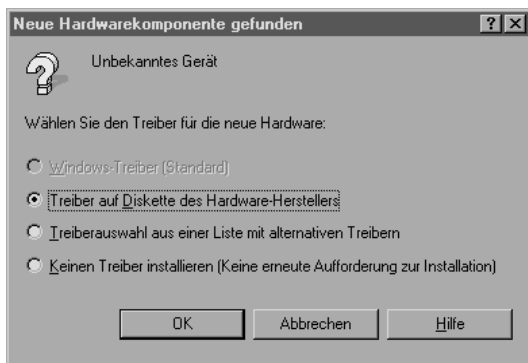 Neue Hardwarekomponente gefunden
Unbekanntes Gerät
Wählen Sie den Treiber für die neue Hardware:
Windows-Treiber (Standard)
Treiber auf Diskette des Hardware-Herstellers
Treiberauswahl aus einer Liste mit alternativen Treibern
Keinen Treiber installieren (Keine erneute Aufforderung zur Installation)
OK Abbrechen Hilfe